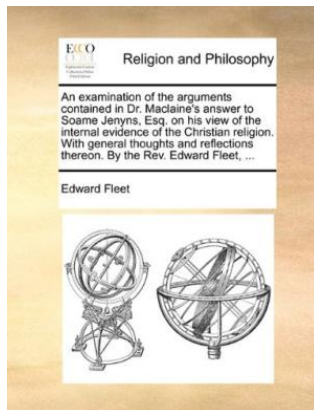 ECCO
Religion and Philosophy
An examination of the arguments
contained in Dr. Maclaine's answer to
Soame Jenyns, Esq. on his view of the
internal evidence of the Christian religion.
With general thoughts and reflections
thereon. By the Rev. Edward Fleet, ...
Edward Fleet